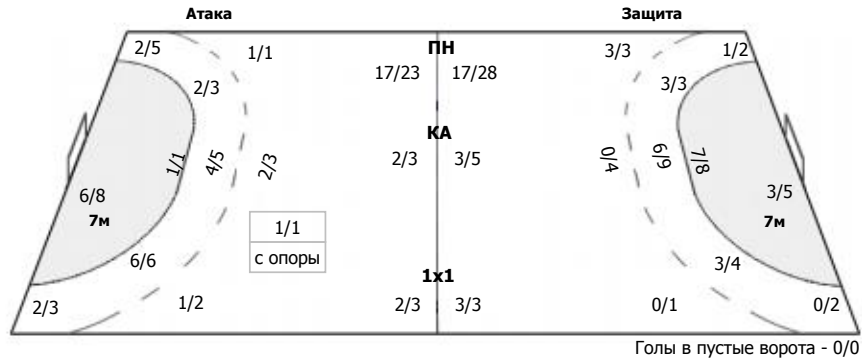 Атака Защита
2/5 1/1 ПН 3/3 1/2
17/23 17/28
2/3 3/3
КА
1/1 4/5 2/3 2/3 3/5 0/4 6/9 7/8
6/8 3/5
7м 7м
1/1
с опоры
6/6 3/4
1x1
2/3 1/2 2/3 3/3 0/1 0/2
Голы в пустые ворота - 0/0